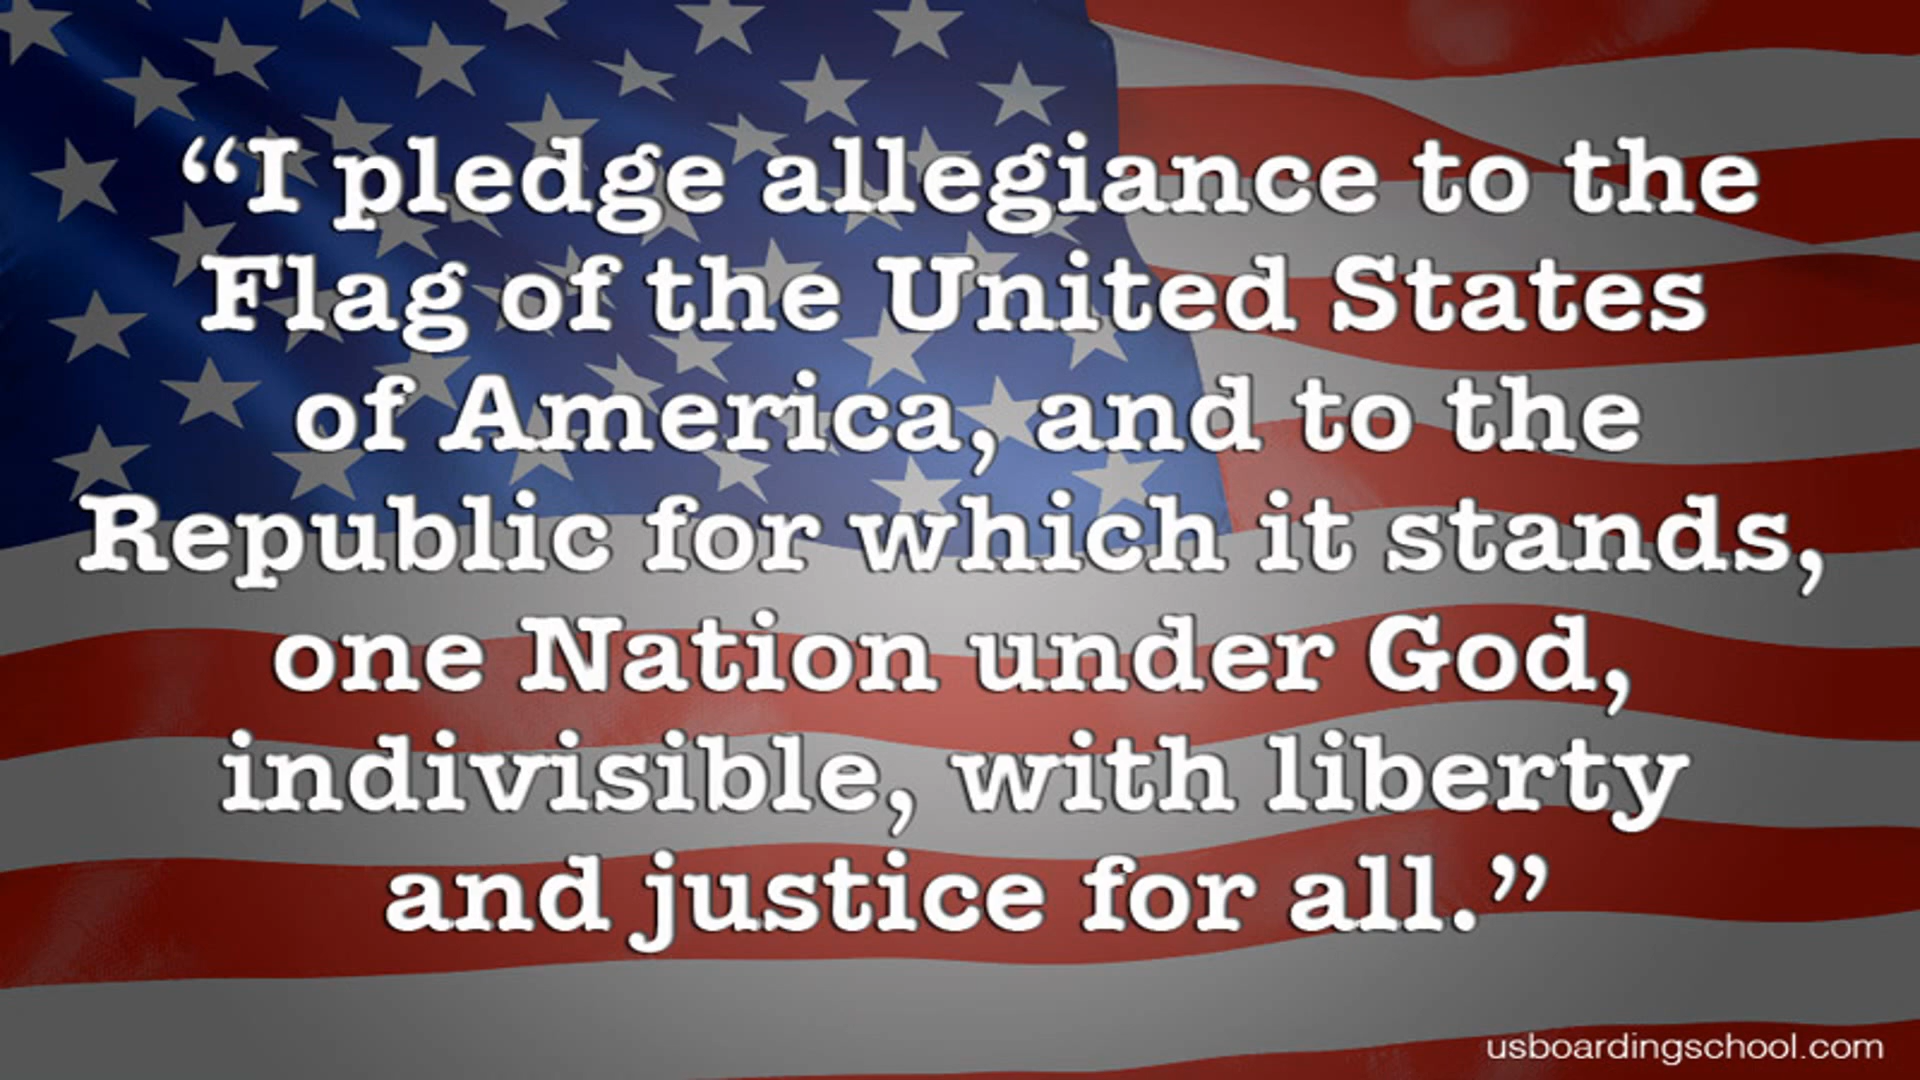 “I pledge allegiance to the
Flag of the United States
of America, and to the
Republic for which it stands,
one Nation under God,
indivisible, with liberty
and justice for all.”
usboardingschool.com